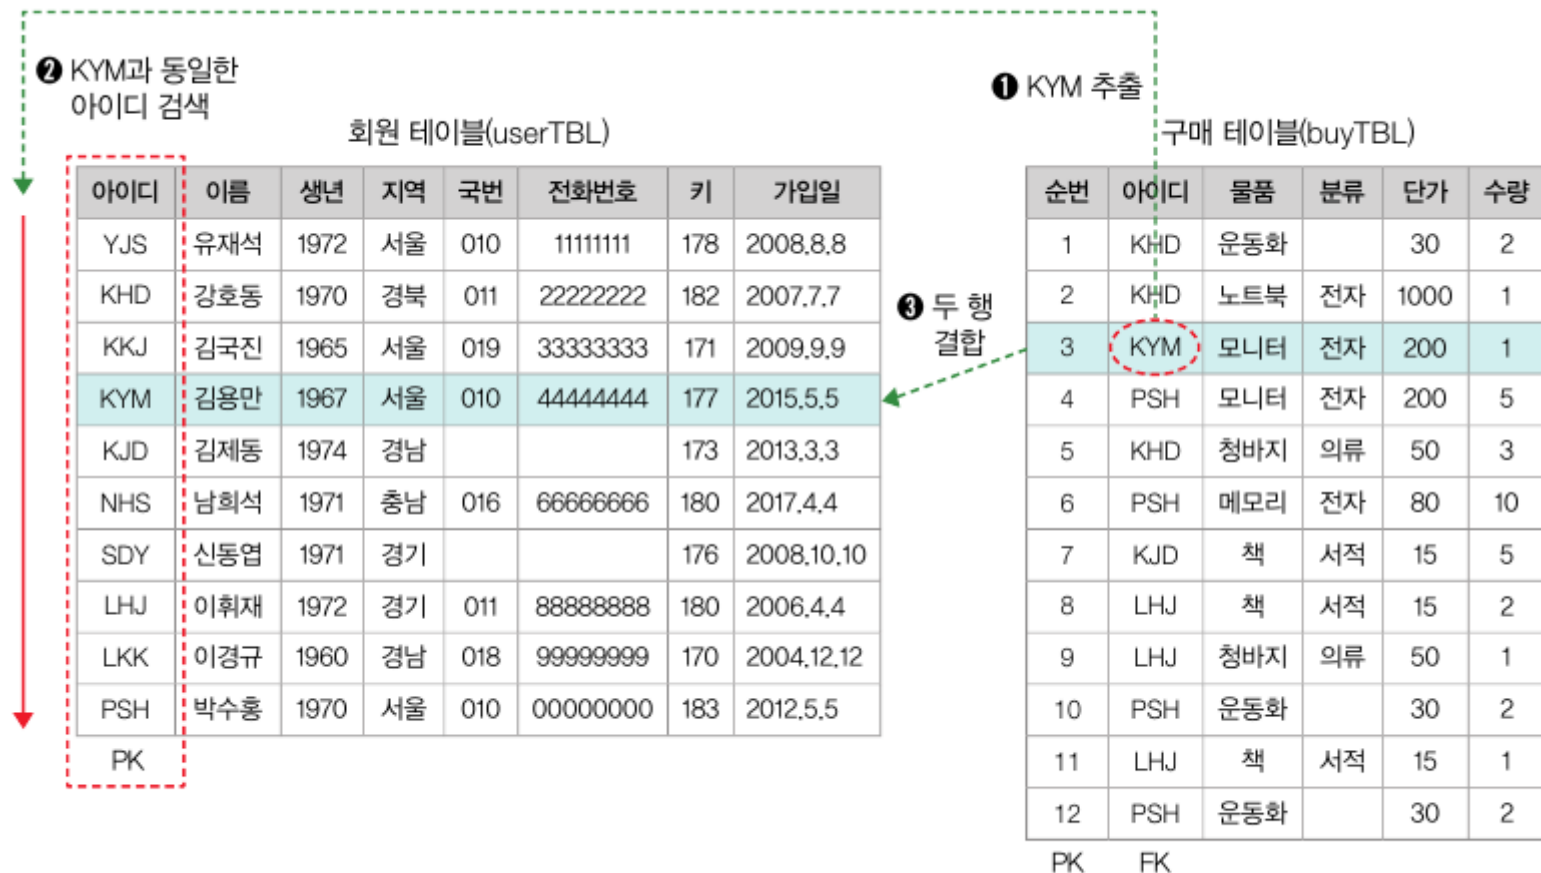 ❷ KYM과 동일한
아이디 검색
❶ KYM 추출
회원 테이블(userTBL)
아이디 이름 생년 지역 국번 전화번호 키 가입일
YJS 유재석 1972 서울 010 11111111 178 2008.8.8
KHD 강호동 1970 경북 011 22222222 182 2007.7.7
KKJ 김국진 1965 서울 019 33333333 171 2009.9.9
KYM 김용만 1967 서울 010 44444444 177 2015.5.5
KJD 김제동 1974 경남 173 2013.3.3
NHS 남희석 1971 충남 016 66666666 180 2017.4.4
SDY 신동엽 1971 경기 176 2008.10.10
LHJ 이휘재 1972 경기 011 88888888 180 2006.4.4
LKK 이경규 1960 경남 018 99999999 170 2004.12.12
PSH 박수홍 1970 서울 010 00000000 183 2012.5.5
PK
❸ 두 행
결합
구매 테이블(buyTBL)
순번 아이디 물품 분류 단가 수량
1 KHD 운동화 30 2
2 KHD 노트북 전자 1000 1
3 KYM 모니터 전자 200 1
4 PSH 모니터 전자 200 5
5 KHD 청바지 의류 50 3
6 PSH 메모리 전자 80 10
7 KJD 책 서적 15 5
8 LHJ 책 서적 15 2
9 LHJ 청바지 의류 50 1
10 PSH 운동화 30 2
11 LHJ 책 서적 15 1
12 PSH 운동화 30 2
PK FK